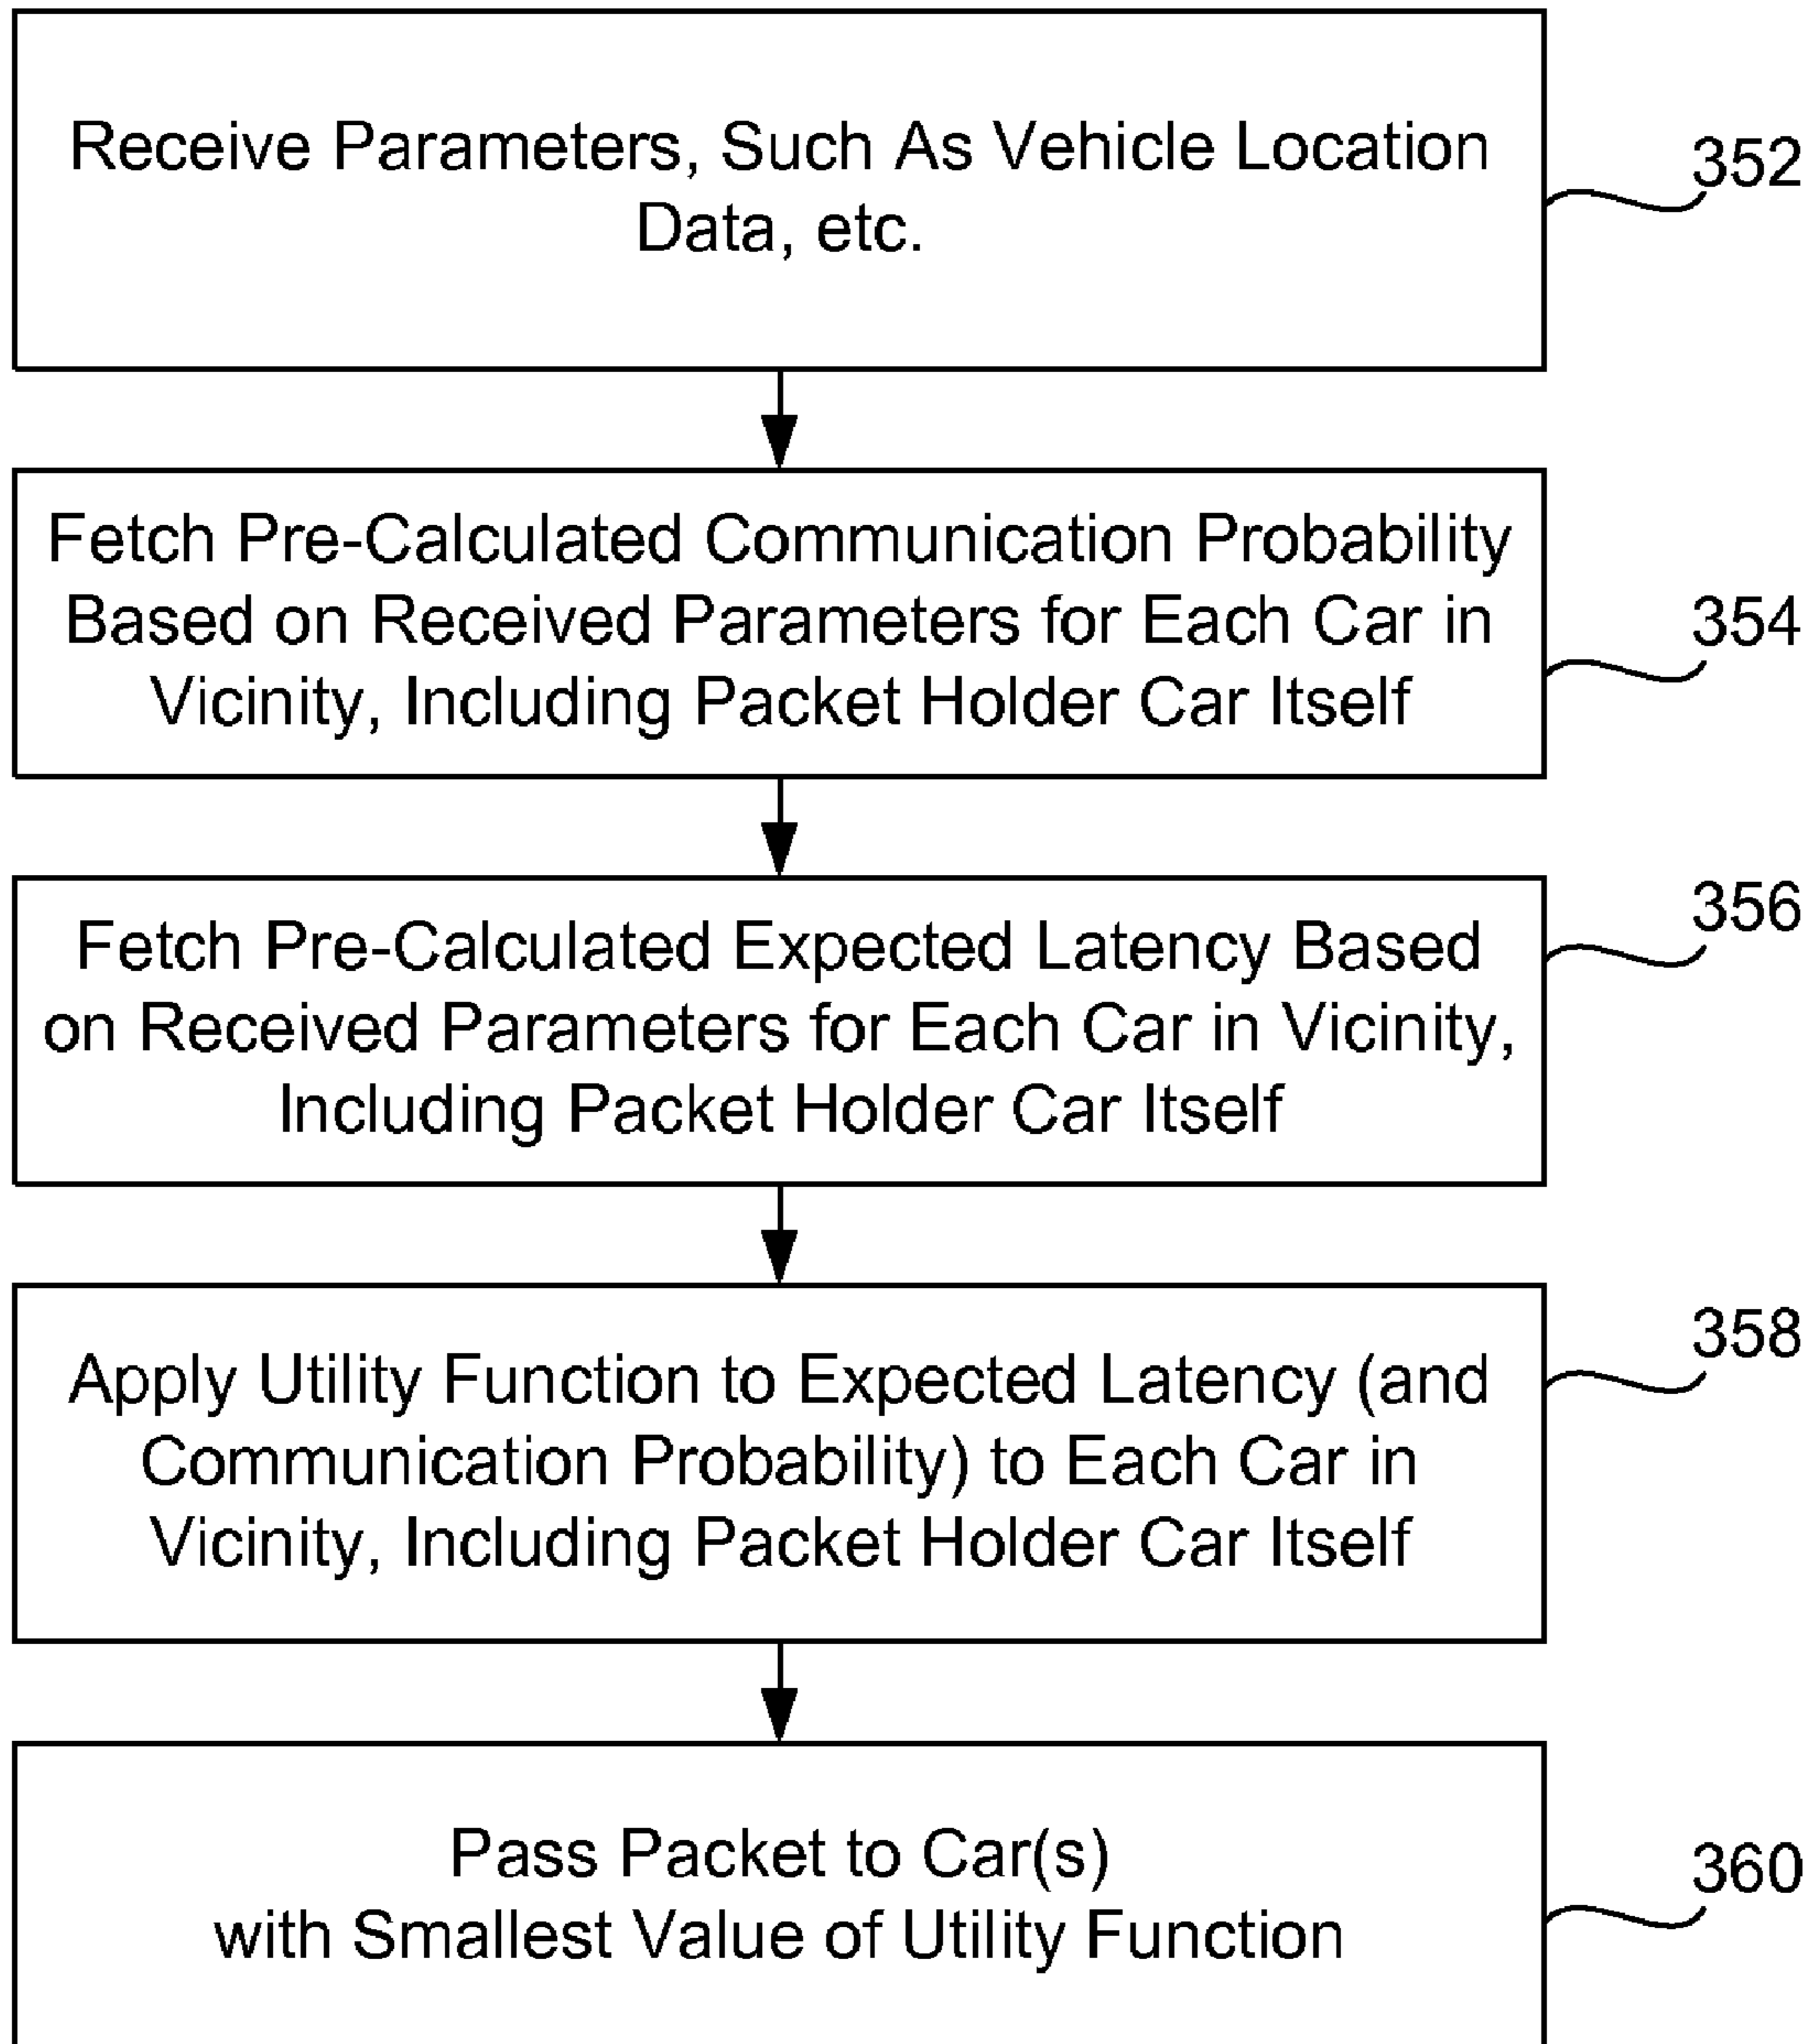 Receive Parameters, Such As Vehicle Location
Data, etc.
352
Fetch Pre-Calculated Communication Probability
Based on Received Parameters for Each Car in
Vicinity, Including Packet Holder Car Itself
354
Fetch Pre-Calculated Expected Latency Based
on Received Parameters for Each Car in Vicinity,
Including Packet Holder Car Itself
356
Apply Utility Function to Expected Latency (and
Communication Probability) to Each Car in
Vicinity, Including Packet Holder Car Itself
358
Pass Packet to Car(s)
with Smallest Value of Utility Function
360